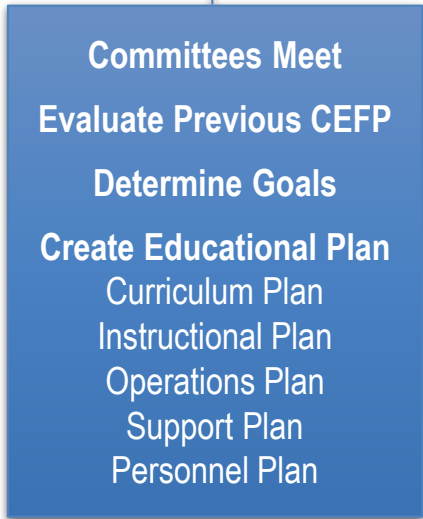 Committees Meet
Evaluate Previous CEFP
Determine Goals
Create Educational Plan
Curriculum Plan
Instructional Plan
Operations Plan
Support Plan
Personnel Plan